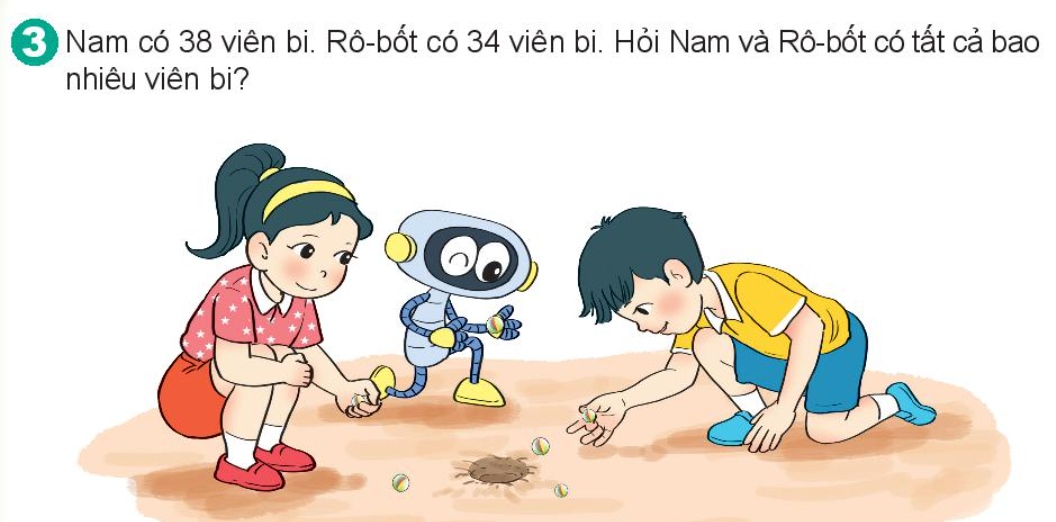 3 Nam có 38 viên bi. Rô-bốt có 34 viên bi. Hỏi Nam và Rô-bốt có tất cả bao
nhiêu viên bi?